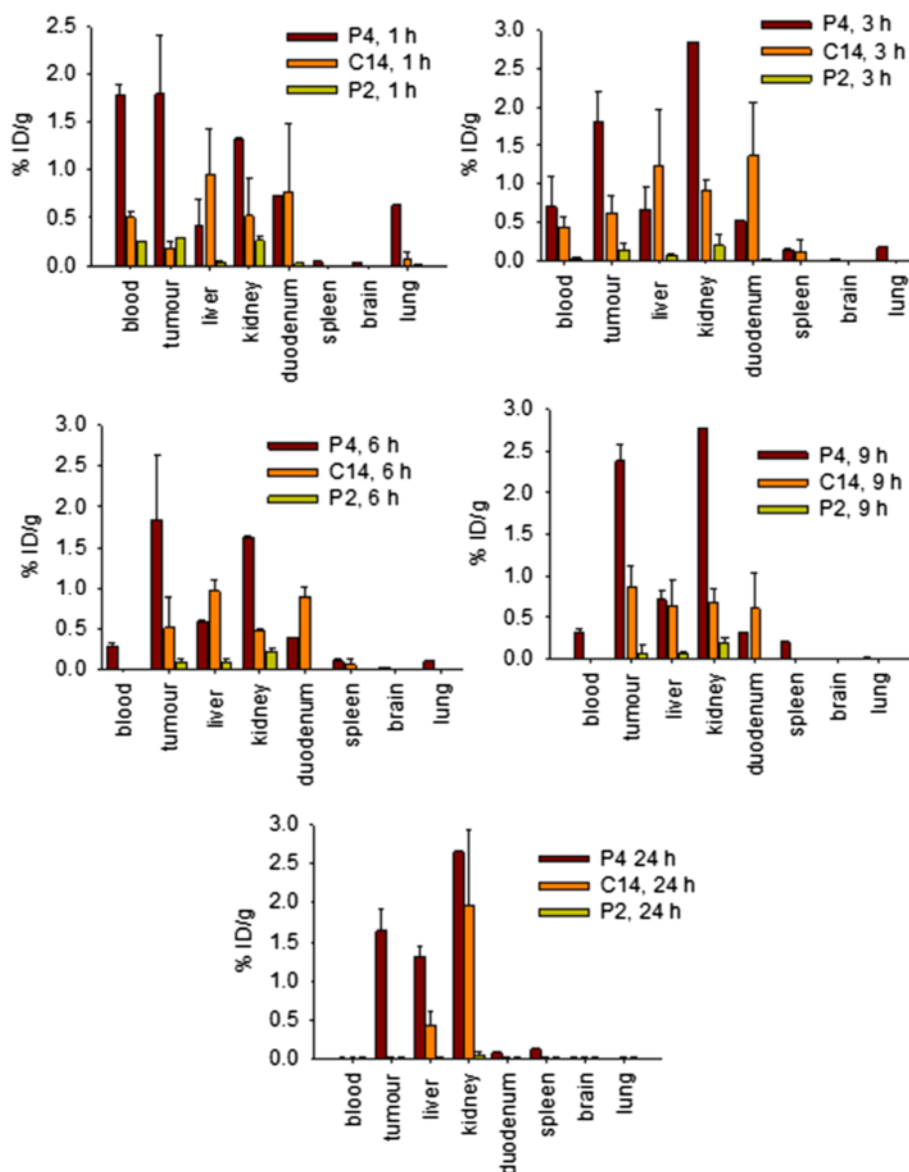 2.5
2.0
1.5
1.0
0.5
0.0
% ID/g
P4, 1 h
C14, 1 h
P2, 1 h
blood
tumour
liver
kidney
duodenum
spleen
brain
lung
3.0
2.5
2.0
1.5
1.0
0.5
0.0
% ID/g
P4, 3 h
C14, 3 h
P2, 3 h
blood
tumour
liver
kidney
duodenum
spleen
brain
lung
3.0
2.5
2.0
1.5
1.0
0.5
0.0
% ID/g
P4, 6 h
C14, 6 h
P2, 6 h
blood
tumour
liver
kidney
duodenum
spleen
brain
lung
3.0
2.5
2.0
1.5
1.0
0.5
0.0
% ID/g
P4, 9 h
C14, 9 h
P2, 9 h
blood
tumour
liver
kidney
duodenum
spleen
brain
lung
3.0
2.5
2.0
1.5
1.0
0.5
0.0
% ID/g
P4 24 h
C14, 24 h
P2, 24 h
blood
tumour
liver
kidney
duodenum
spleen
brain
lung